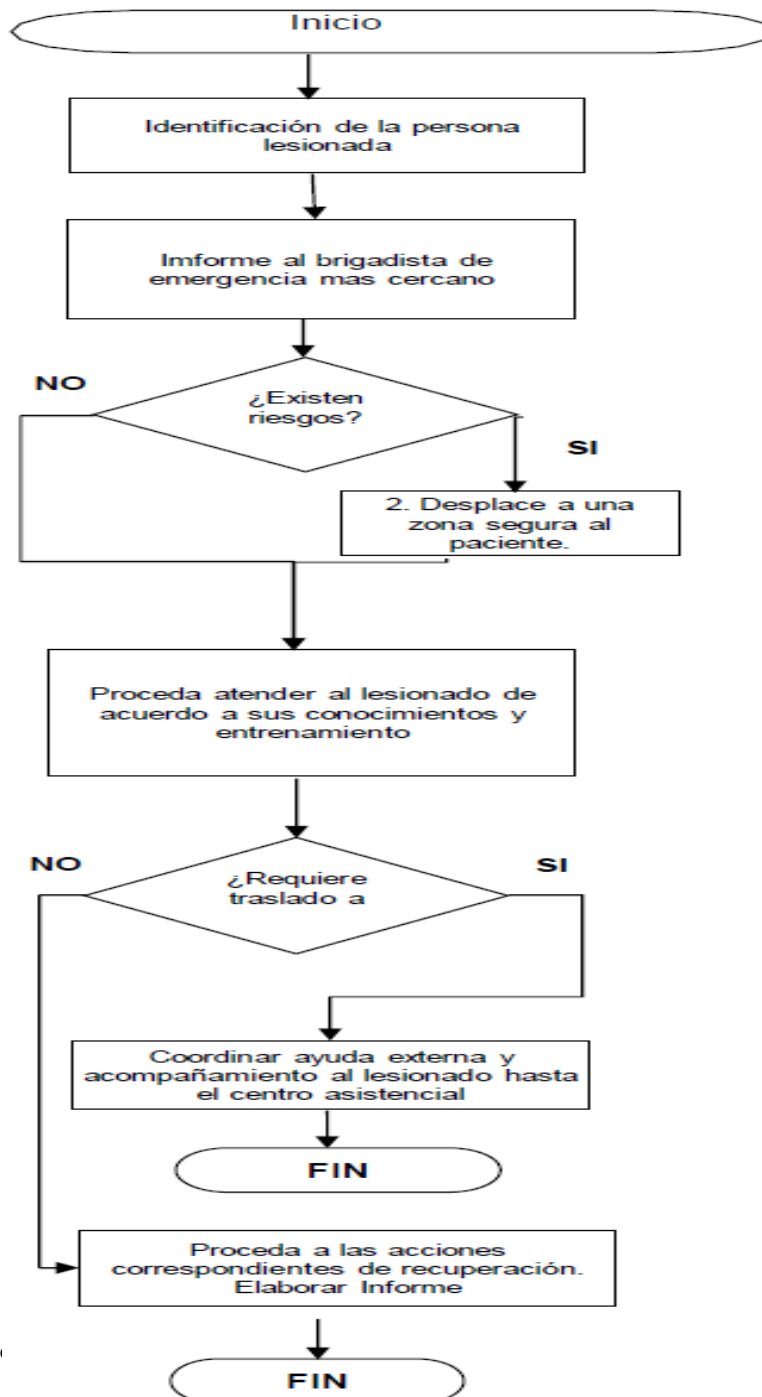 Inicio
Identificación de la persona
lesionada
Imforme al brigadista de
emergencia mas cercano
NO
¿Existen
riesgos?
SI
2. Desplace a una
zona segura al
paciente.
Proceda atender al lesionado de
acuerdo a sus conocimientos y
entrenamiento
NO
¿Requiere
traslado a
SI
Coordinar ayuda externa y
acompañamiento al lesionado hasta
el centro asistencial
FIN
Proceda a las acciones
correspondientes de recuperación.
Elaborar Informe
FIN